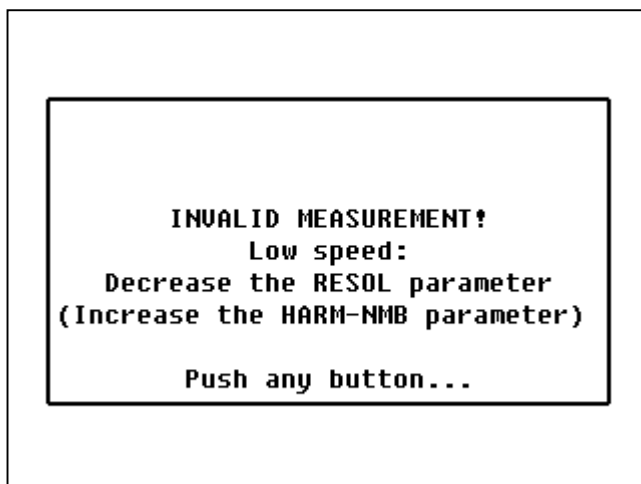 INVALID MEASUREMENT!
Low speed:
Decrease the RESOL parameter
(Increase the HARM-NMB parameter)
Push any button...